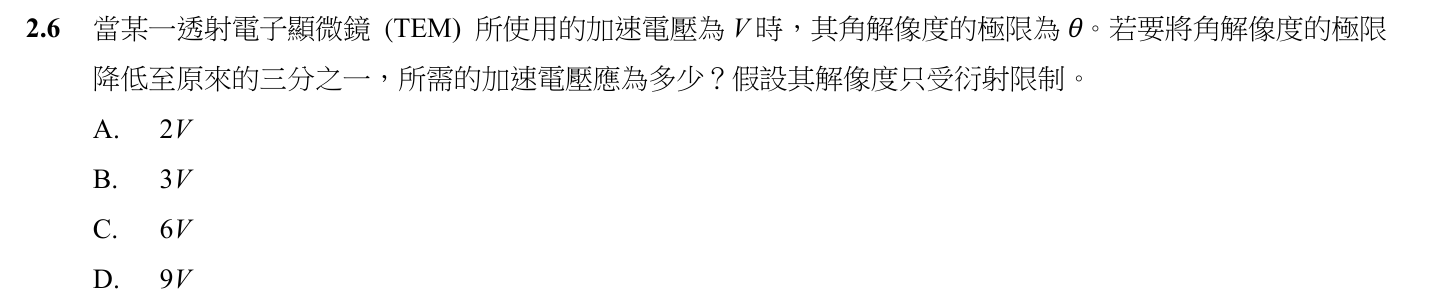 2.6 當某一透射電子顯微鏡 (TEM) 所使用的加速電壓為 V 時，其角解像度的極限為 θ。若要將角解像度的極限
降低至原來的三分之一，所需的加速電壓應為多少？假設其解像度只受衍射限制。
A. 2V
B. 3V
C. 6V
D. 9V